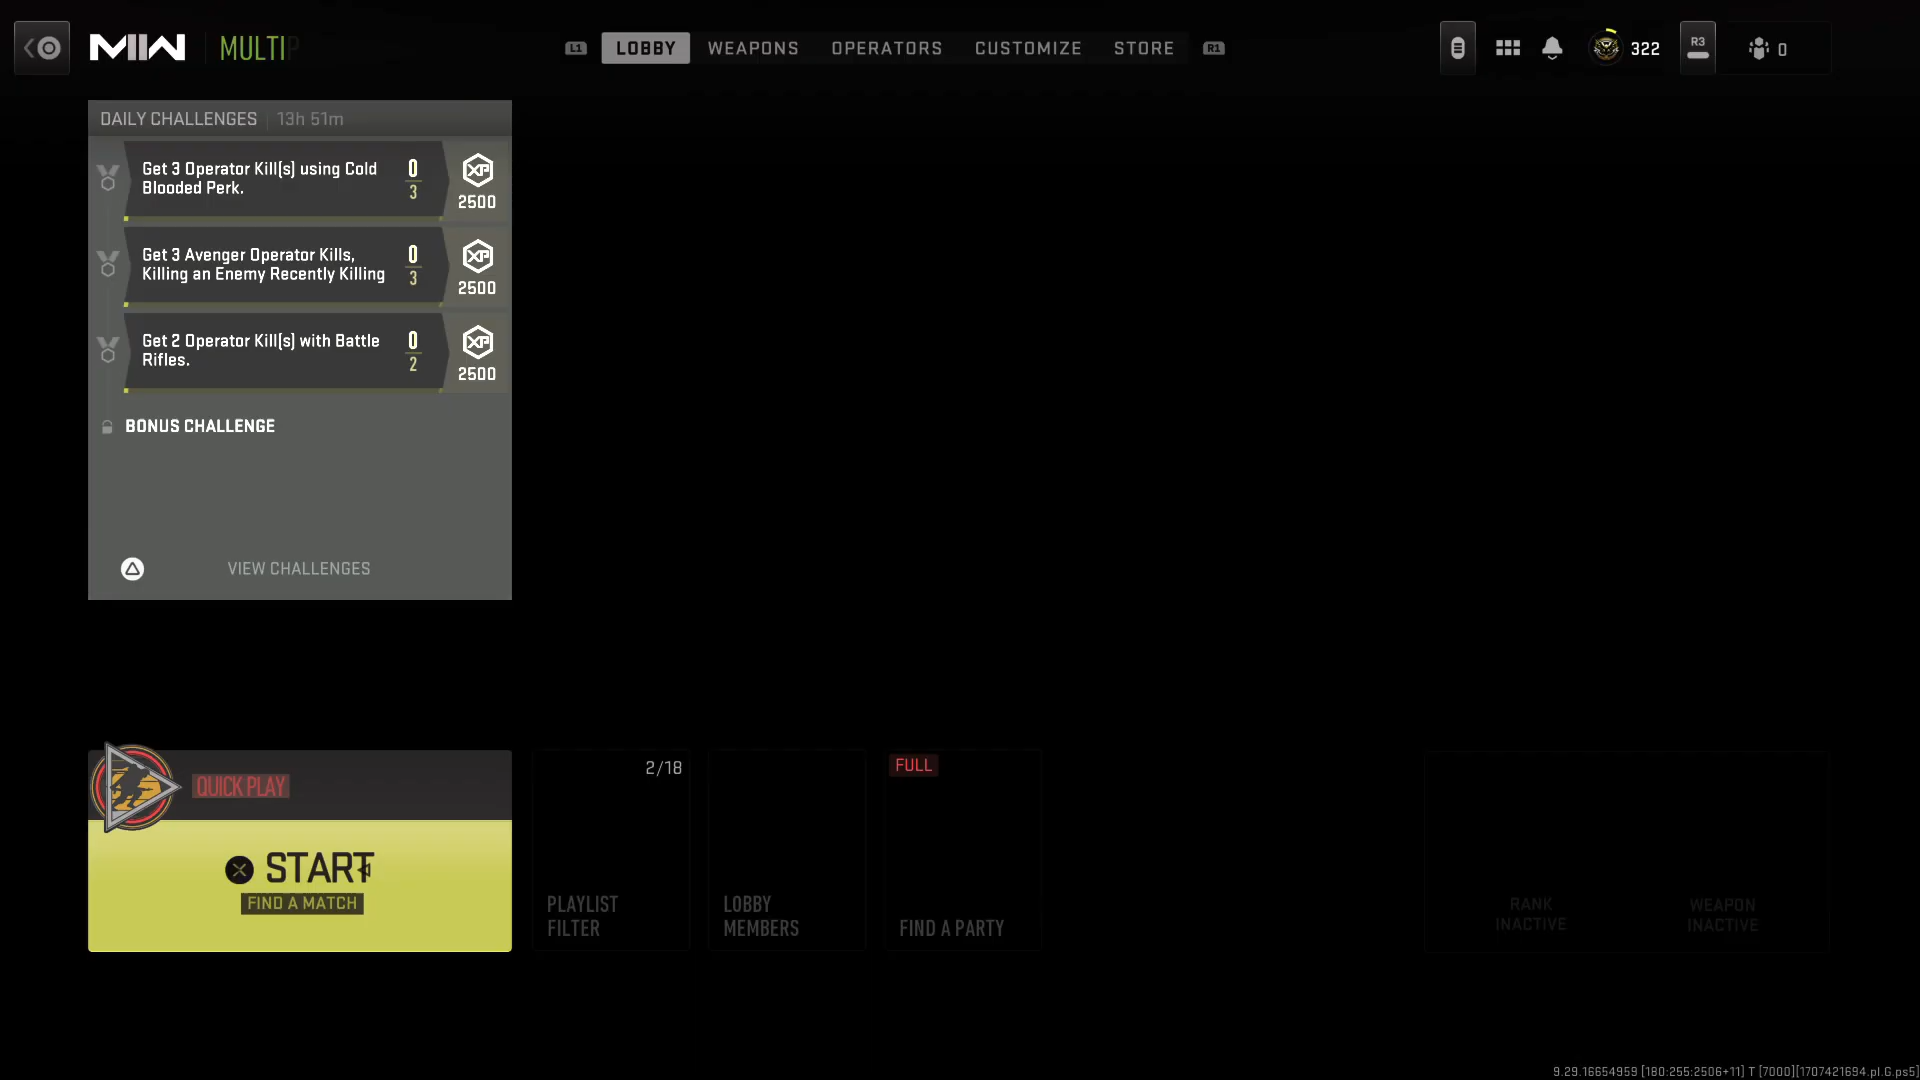 MW MULTIP
L1 LOBBY WEAPONS OPERATORS CUSTOMIZE STORE R1
322 R3 0
DAILY CHALLENGES 13h 51m
Get 3 Operator Kill(s) using Cold
Blooded Perk.
0
3
XP
2500
Get 3 Avenger Operator Kills,
Killing an Enemy Recently Killing
0
3
XP
2500
Get 2 Operator Kill(s) with Battle
Rifles.
0
2
XP
2500
BONUS CHALLENGE
VIEW CHALLENGES
QUICK PLAY
START
FIND A MATCH
2/18
PLAYLIST
FILTER
LOBBY
MEMBERS
FULL
FIND A PARTY
RANK
INACTIVE
WEAPON
INACTIVE
9.29.16654959 [180:255:2506+11] T [7000][1707421694.pl.G.ps5]